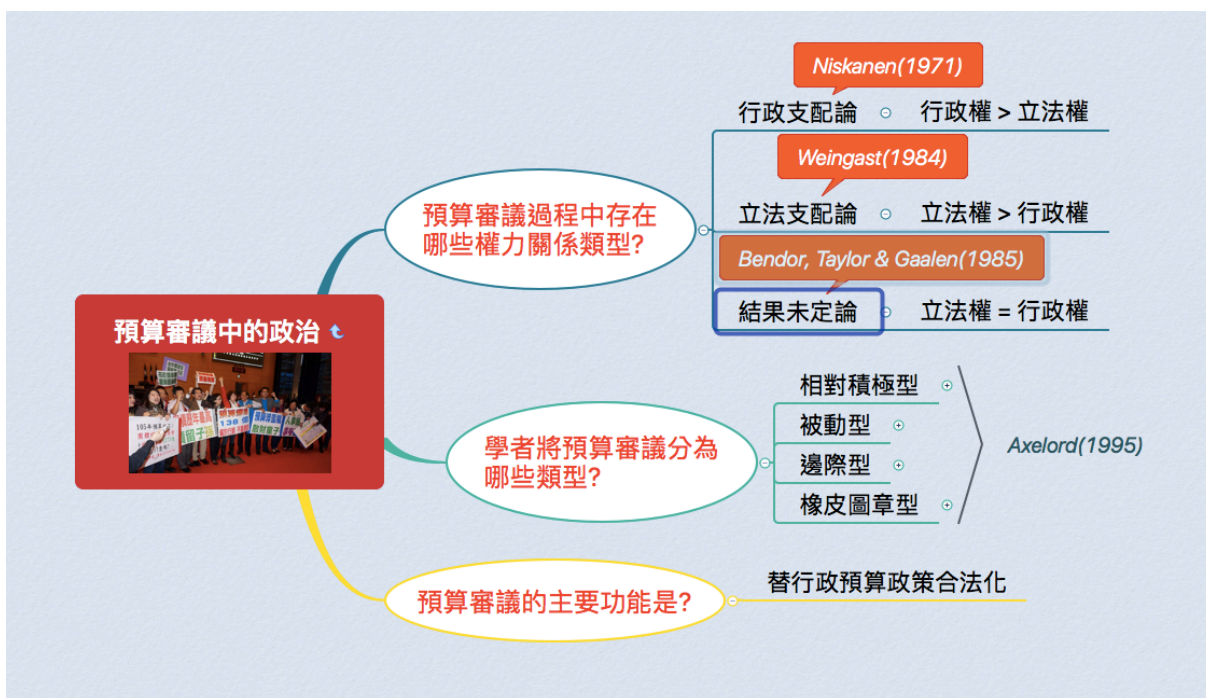 Niskanen(1971)
行政支配論 行政權 > 立法權
Weingast(1984)
預算審議過程中存在
哪些權力關係類型?
立法支配論 立法權 > 行政權
Bendor, Taylor & Gaalen(1985)
結果未定論 立法權 = 行政權
預算審議中的政治
學者將預算審議分為
哪些類型?
相對積極型
被動型
邊際型
橡皮圖章型
Axelord(1995)
預算審議的主要功能是?
替行政預算政策合法化